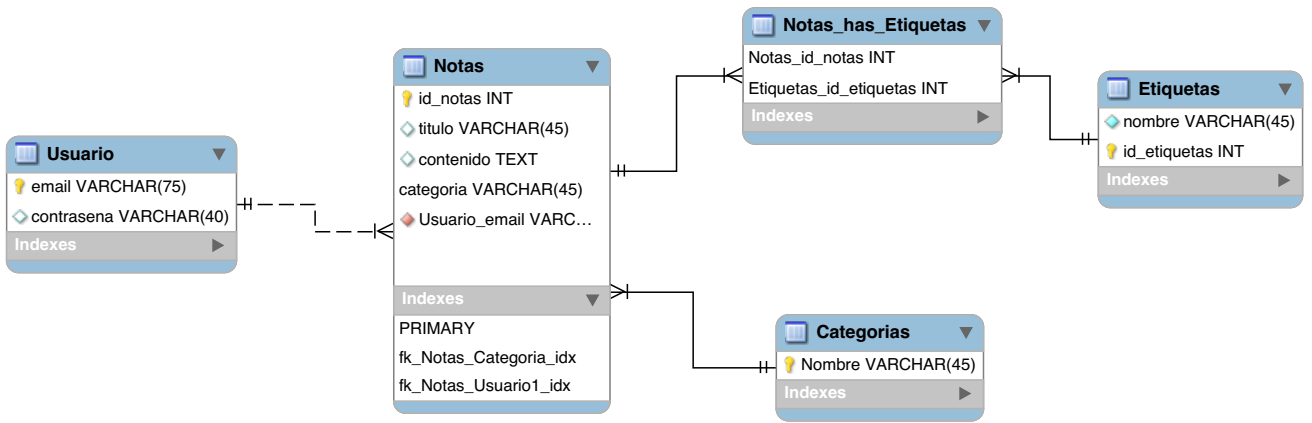 Usuario
email VARCHAR(75)
contrasena VARCHAR(40)
Indexes
Notas
id_notas INT
titulo VARCHAR(45)
contenido TEXT
categoria VARCHAR(45)
Usuario_email VARC...
Indexes
PRIMARY
fk_Notas_Categoria_idx
fk_Notas_Usuario1_idx
Notas_has_Etiquetas
Notas_id_notas INT
Etiquetas_id_etiquetas INT
Indexes
Etiquetas
nombre VARCHAR(45)
id_etiquetas INT
Indexes
Categorias
Nombre VARCHAR(45)
Indexes